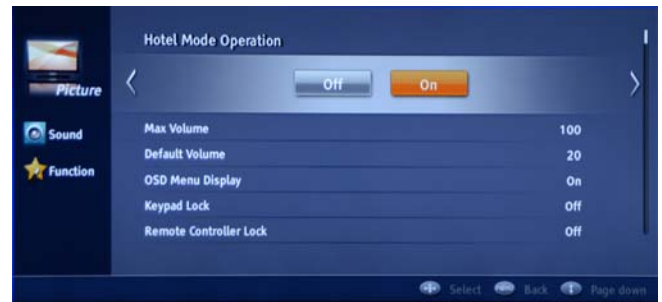 Hotel Mode Operation
Off On
Picture
Sound
Function
Max Volume 100
Default Volume 20
OSD Menu Display On
Keypad Lock Off
Remote Controller Lock Off
Select MENU Back Page down